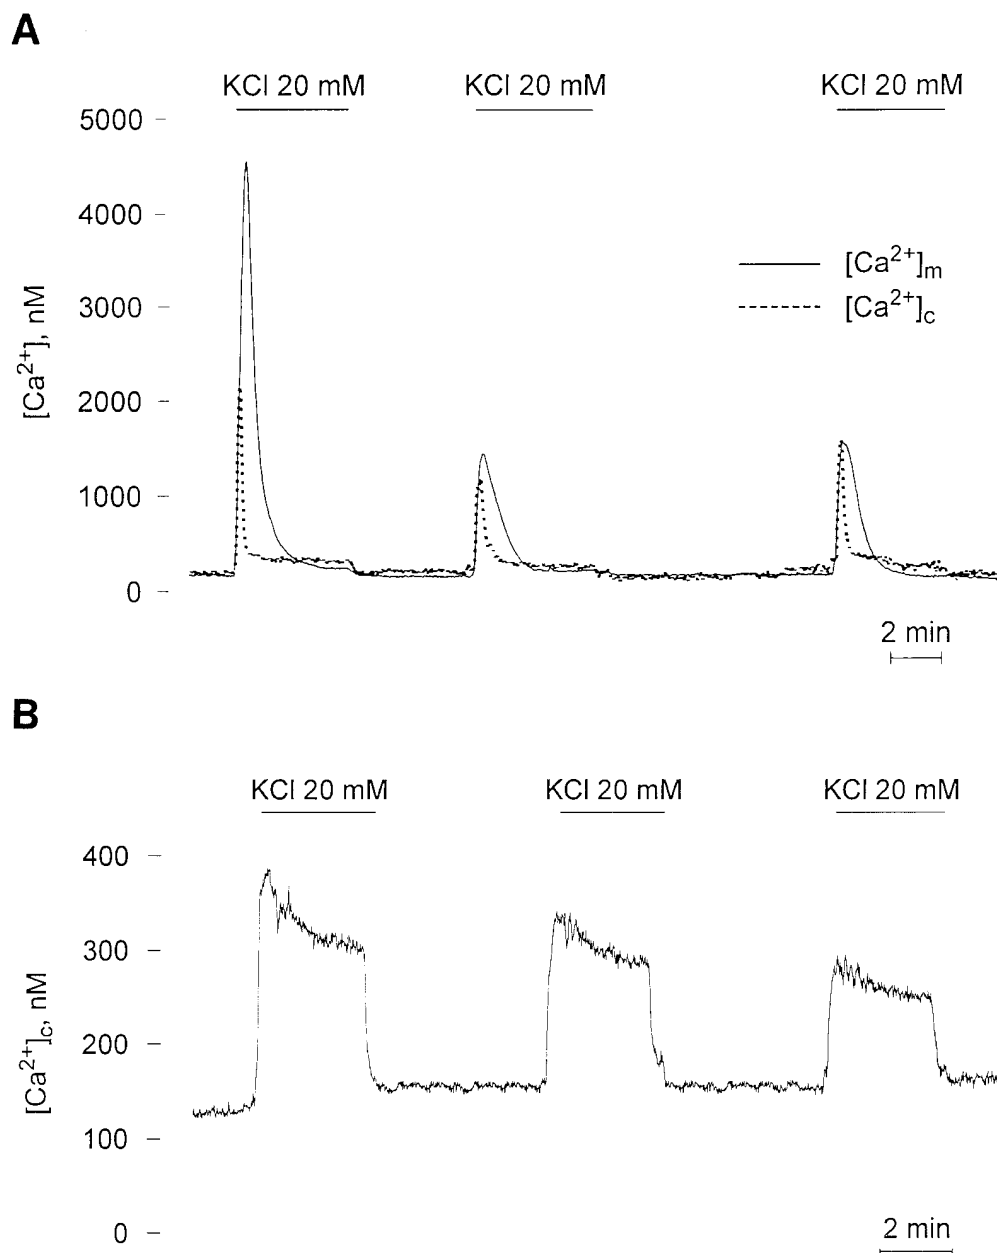 A
KCl 20 mM KCl 20 mM KCl 20 mM
5000
4000
3000
2000
1000
0
[Ca2+], nM
[Ca2+]m
[Ca2+]c
2 min
B
KCl 20 mM KCl 20 mM KCl 20 mM
400
300
200
100
0
[Ca2+]c, nM
2 min